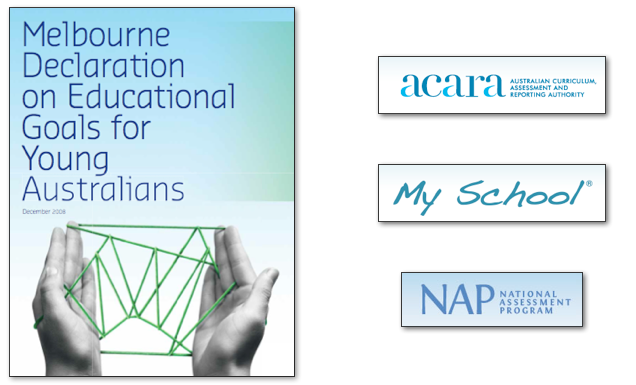 Melbourne
Declaration
on Educational
Goals for
Young
Australians
December 2008
acara AUSTRALIAN CURRICULUM,
ASSESSMENT AND
REPORTING AUTHORITY
My School®
NAP NATIONAL
ASSESSMENT
PROGRAM